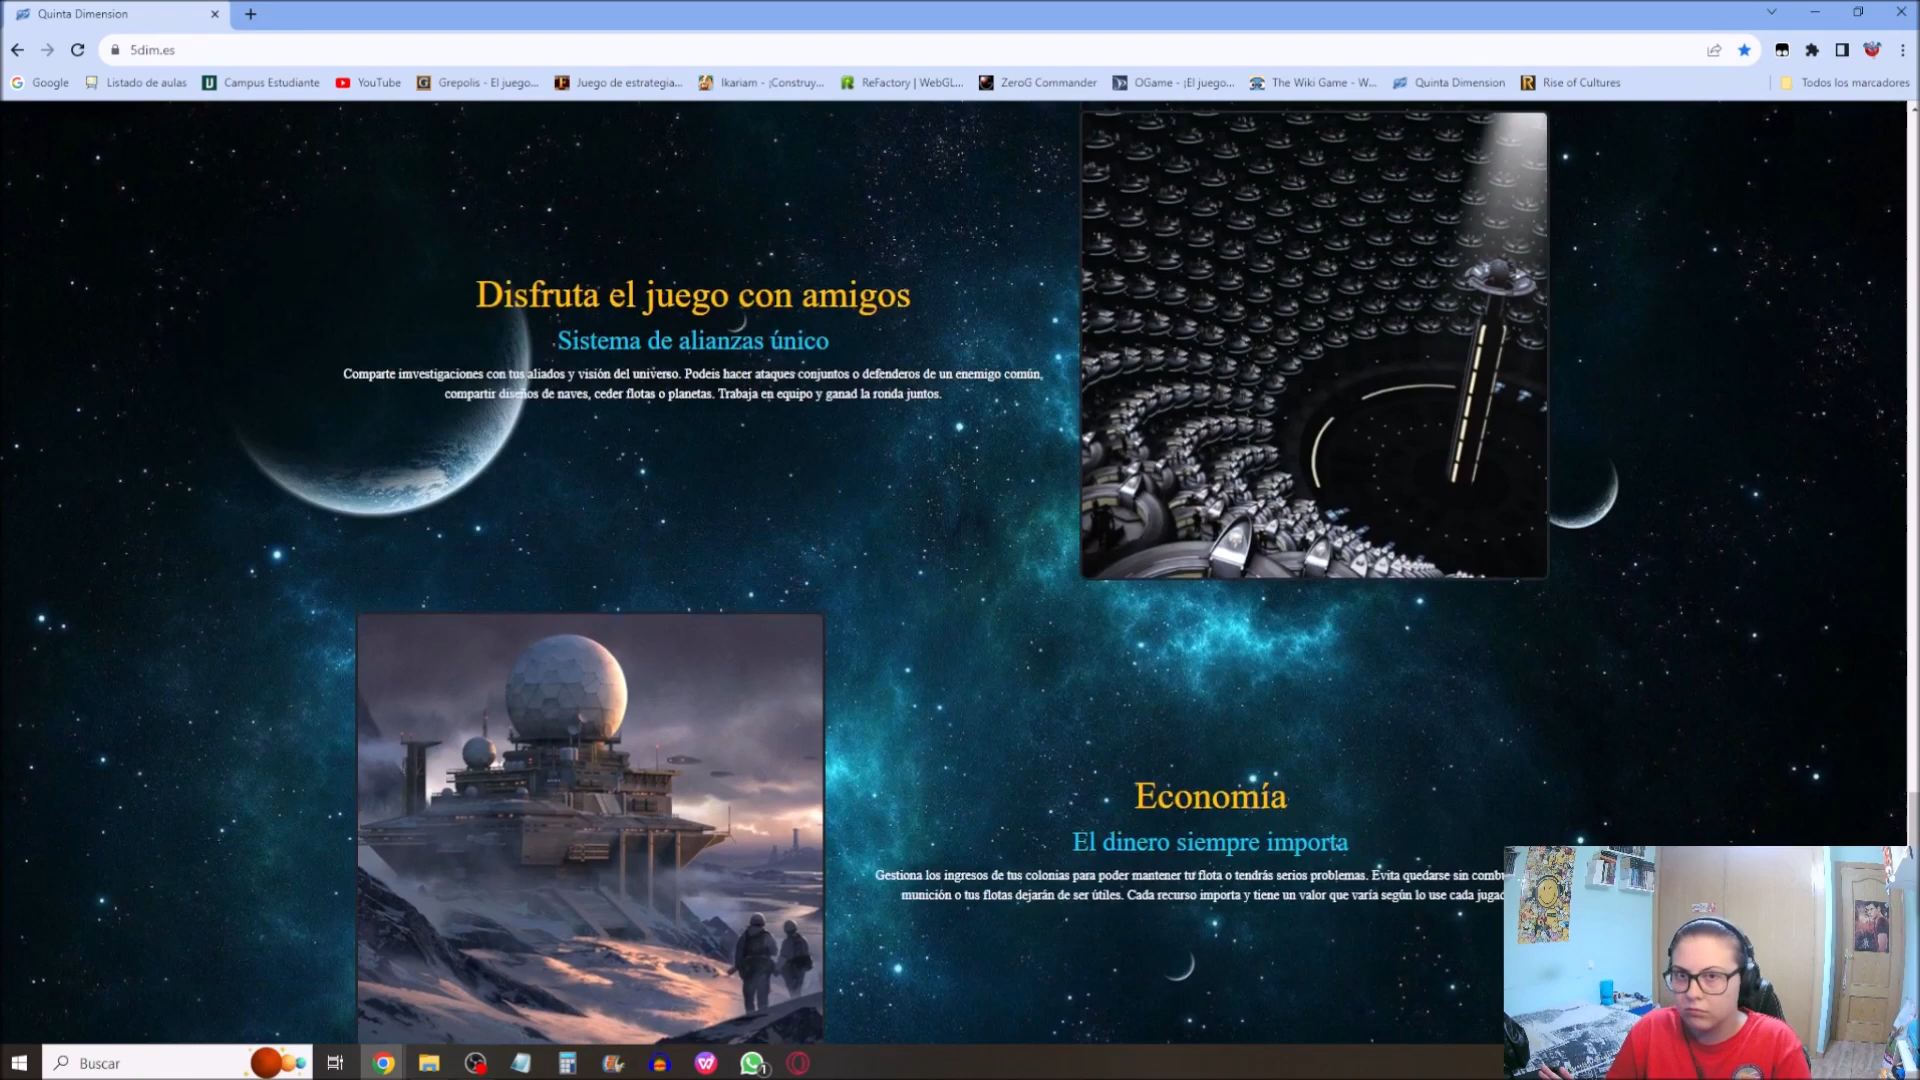 Quinta Dimension
5dim.es
Google
Listado de aulas
Campus Estudiante
YouTube
Grepolis - El juego...
Juego de estrategia...
Ikariam - ¡Construy...
ReFactory | WebGL...
ZeroG Commander
OGame - ¡El juego...
The Wiki Game - W...
Quinta Dimension
Rise of Cultures
Todos los marcadores
Disfruta el juego con amigos
Sistema de alianzas único
Comparte imvestigaciones con tus aliados y visión del universo. Podeis hacer ataques conjuntos o defenderos de un enemigo común,
compartir diseños de naves, ceder flotas o planetas. Trabaja en equipo y ganad la ronda juntos.
Economía
El dinero siempre importa
Gestiona los ingresos de tus colonias para poder mantener tu flota o tendrás serios problemas. Evita quedarse sin combu
munición o tus flotas dejarán de ser útiles. Cada recurso importa y tiene un valor que varía según lo use cada jugad
Buscar
1